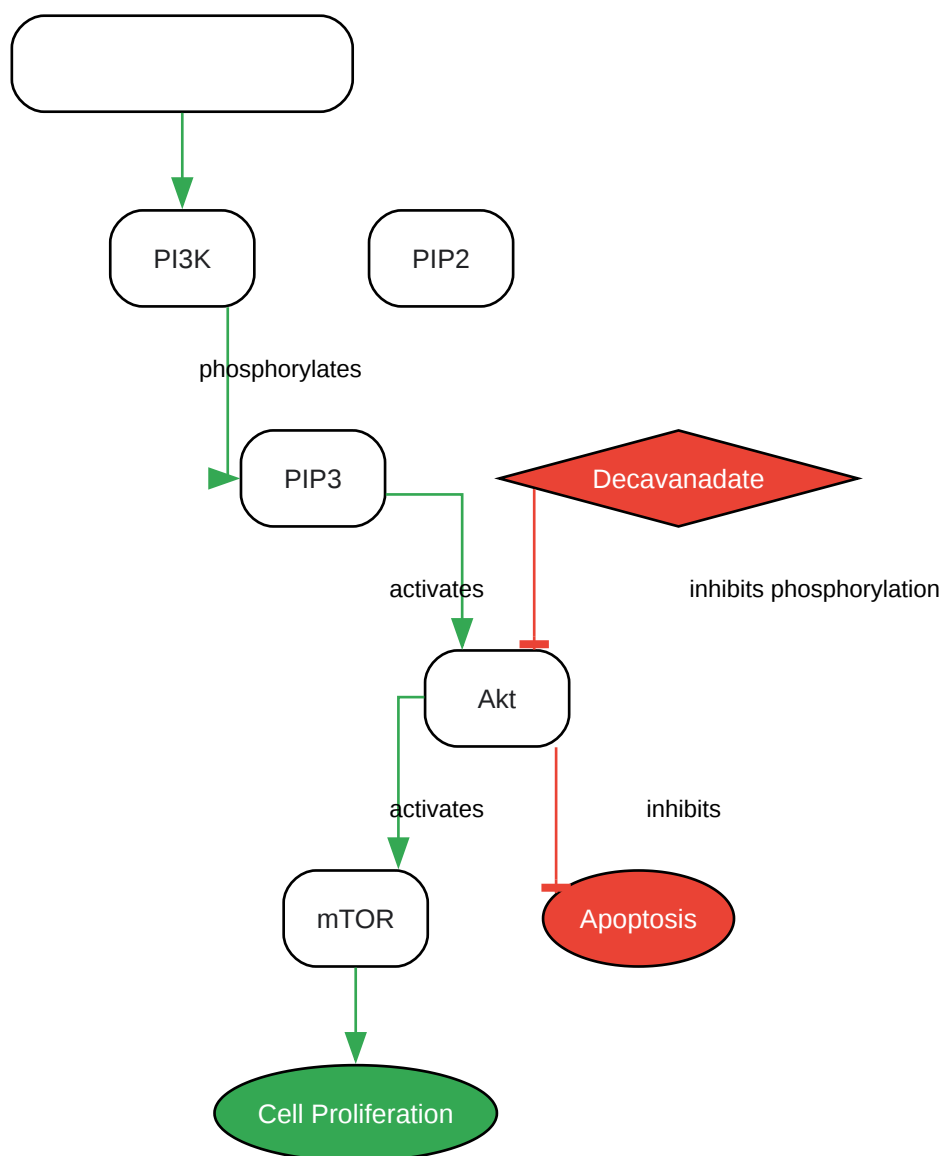 PI3K
PIP2
phosphorylates
PIP3
Decavanadate
activates
inhibits phosphorylation
Akt
activates
inhibits
mTOR
Apoptosis
Cell Proliferation